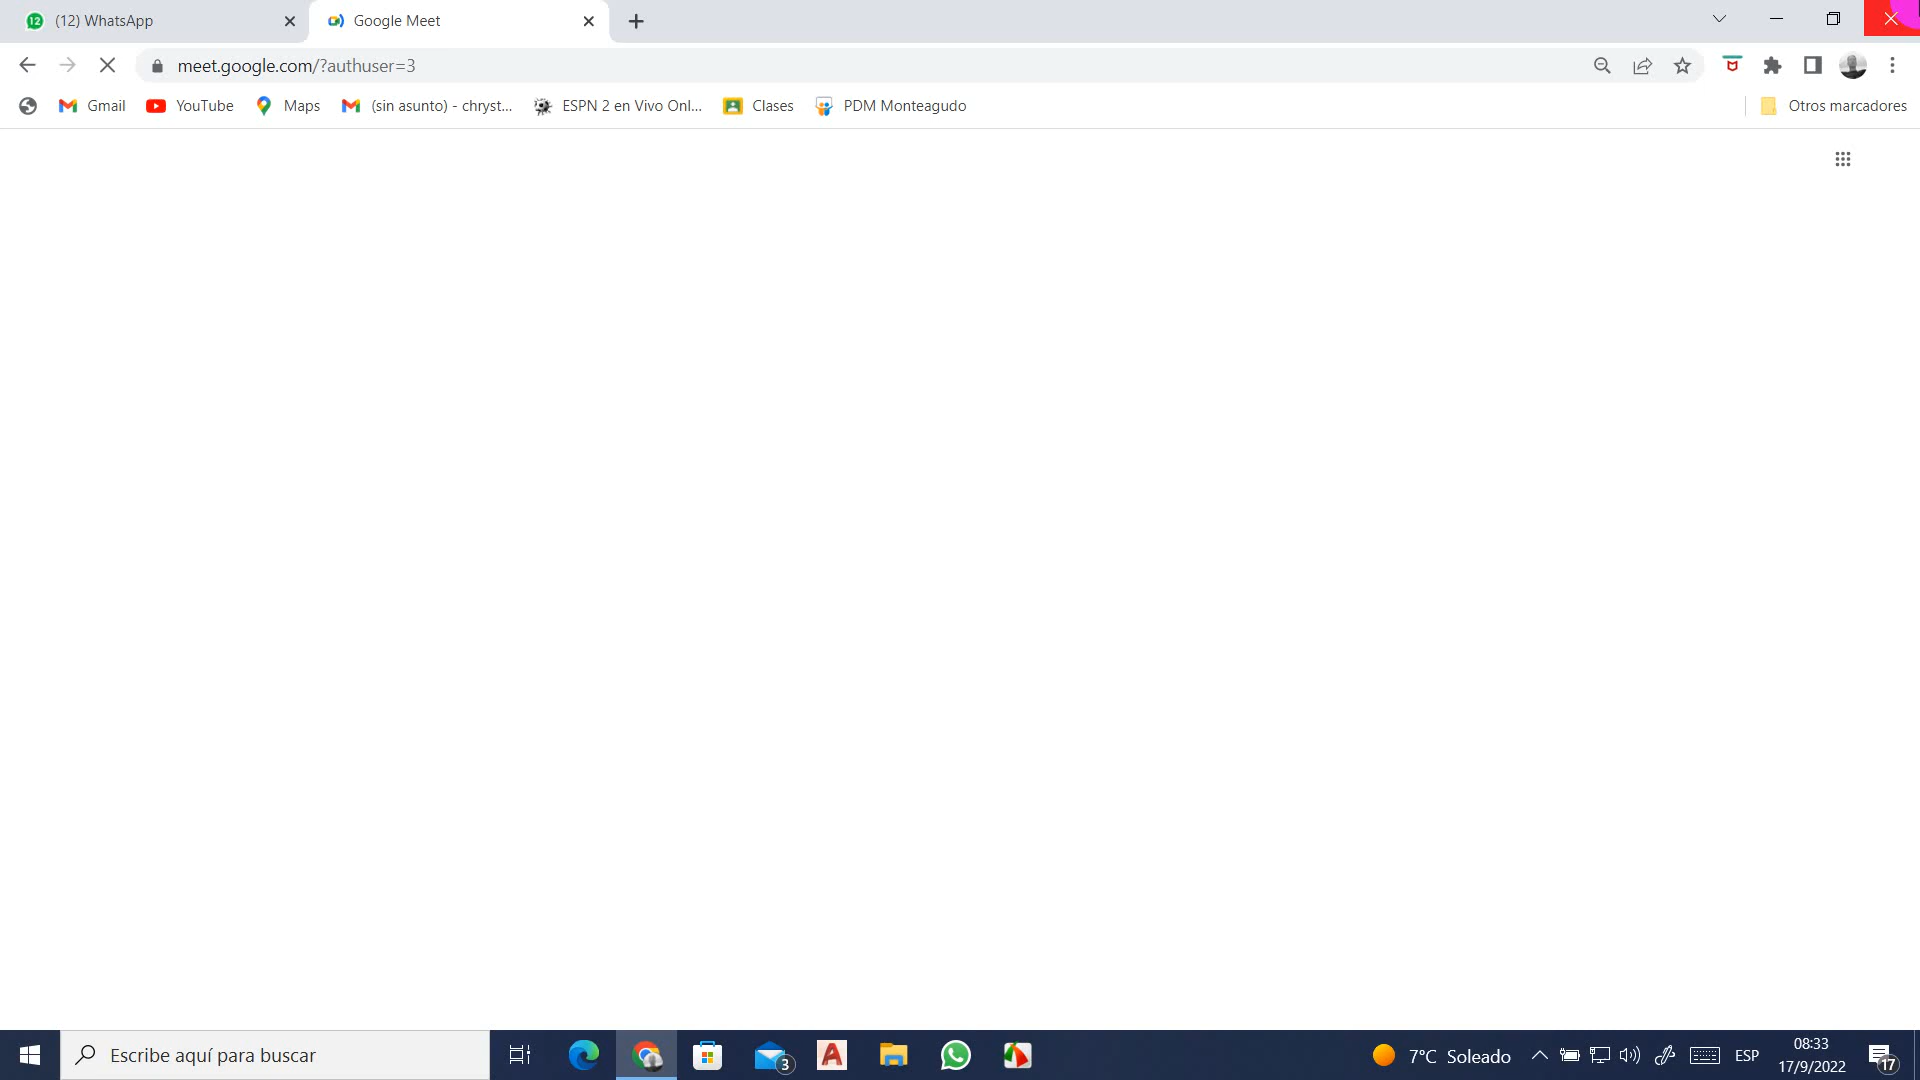 12 (12) WhatsApp
Google Meet
meet.google.com/?authuser=3
Gmail YouTube Maps (sin asunto) - chryst... ESPN 2 en Vivo Onl... Clases PDM Monteagudo Otros marcadores
Escribe aquí para buscar
3
7°C Soleado
ESP
08:33
17/9/2022
17